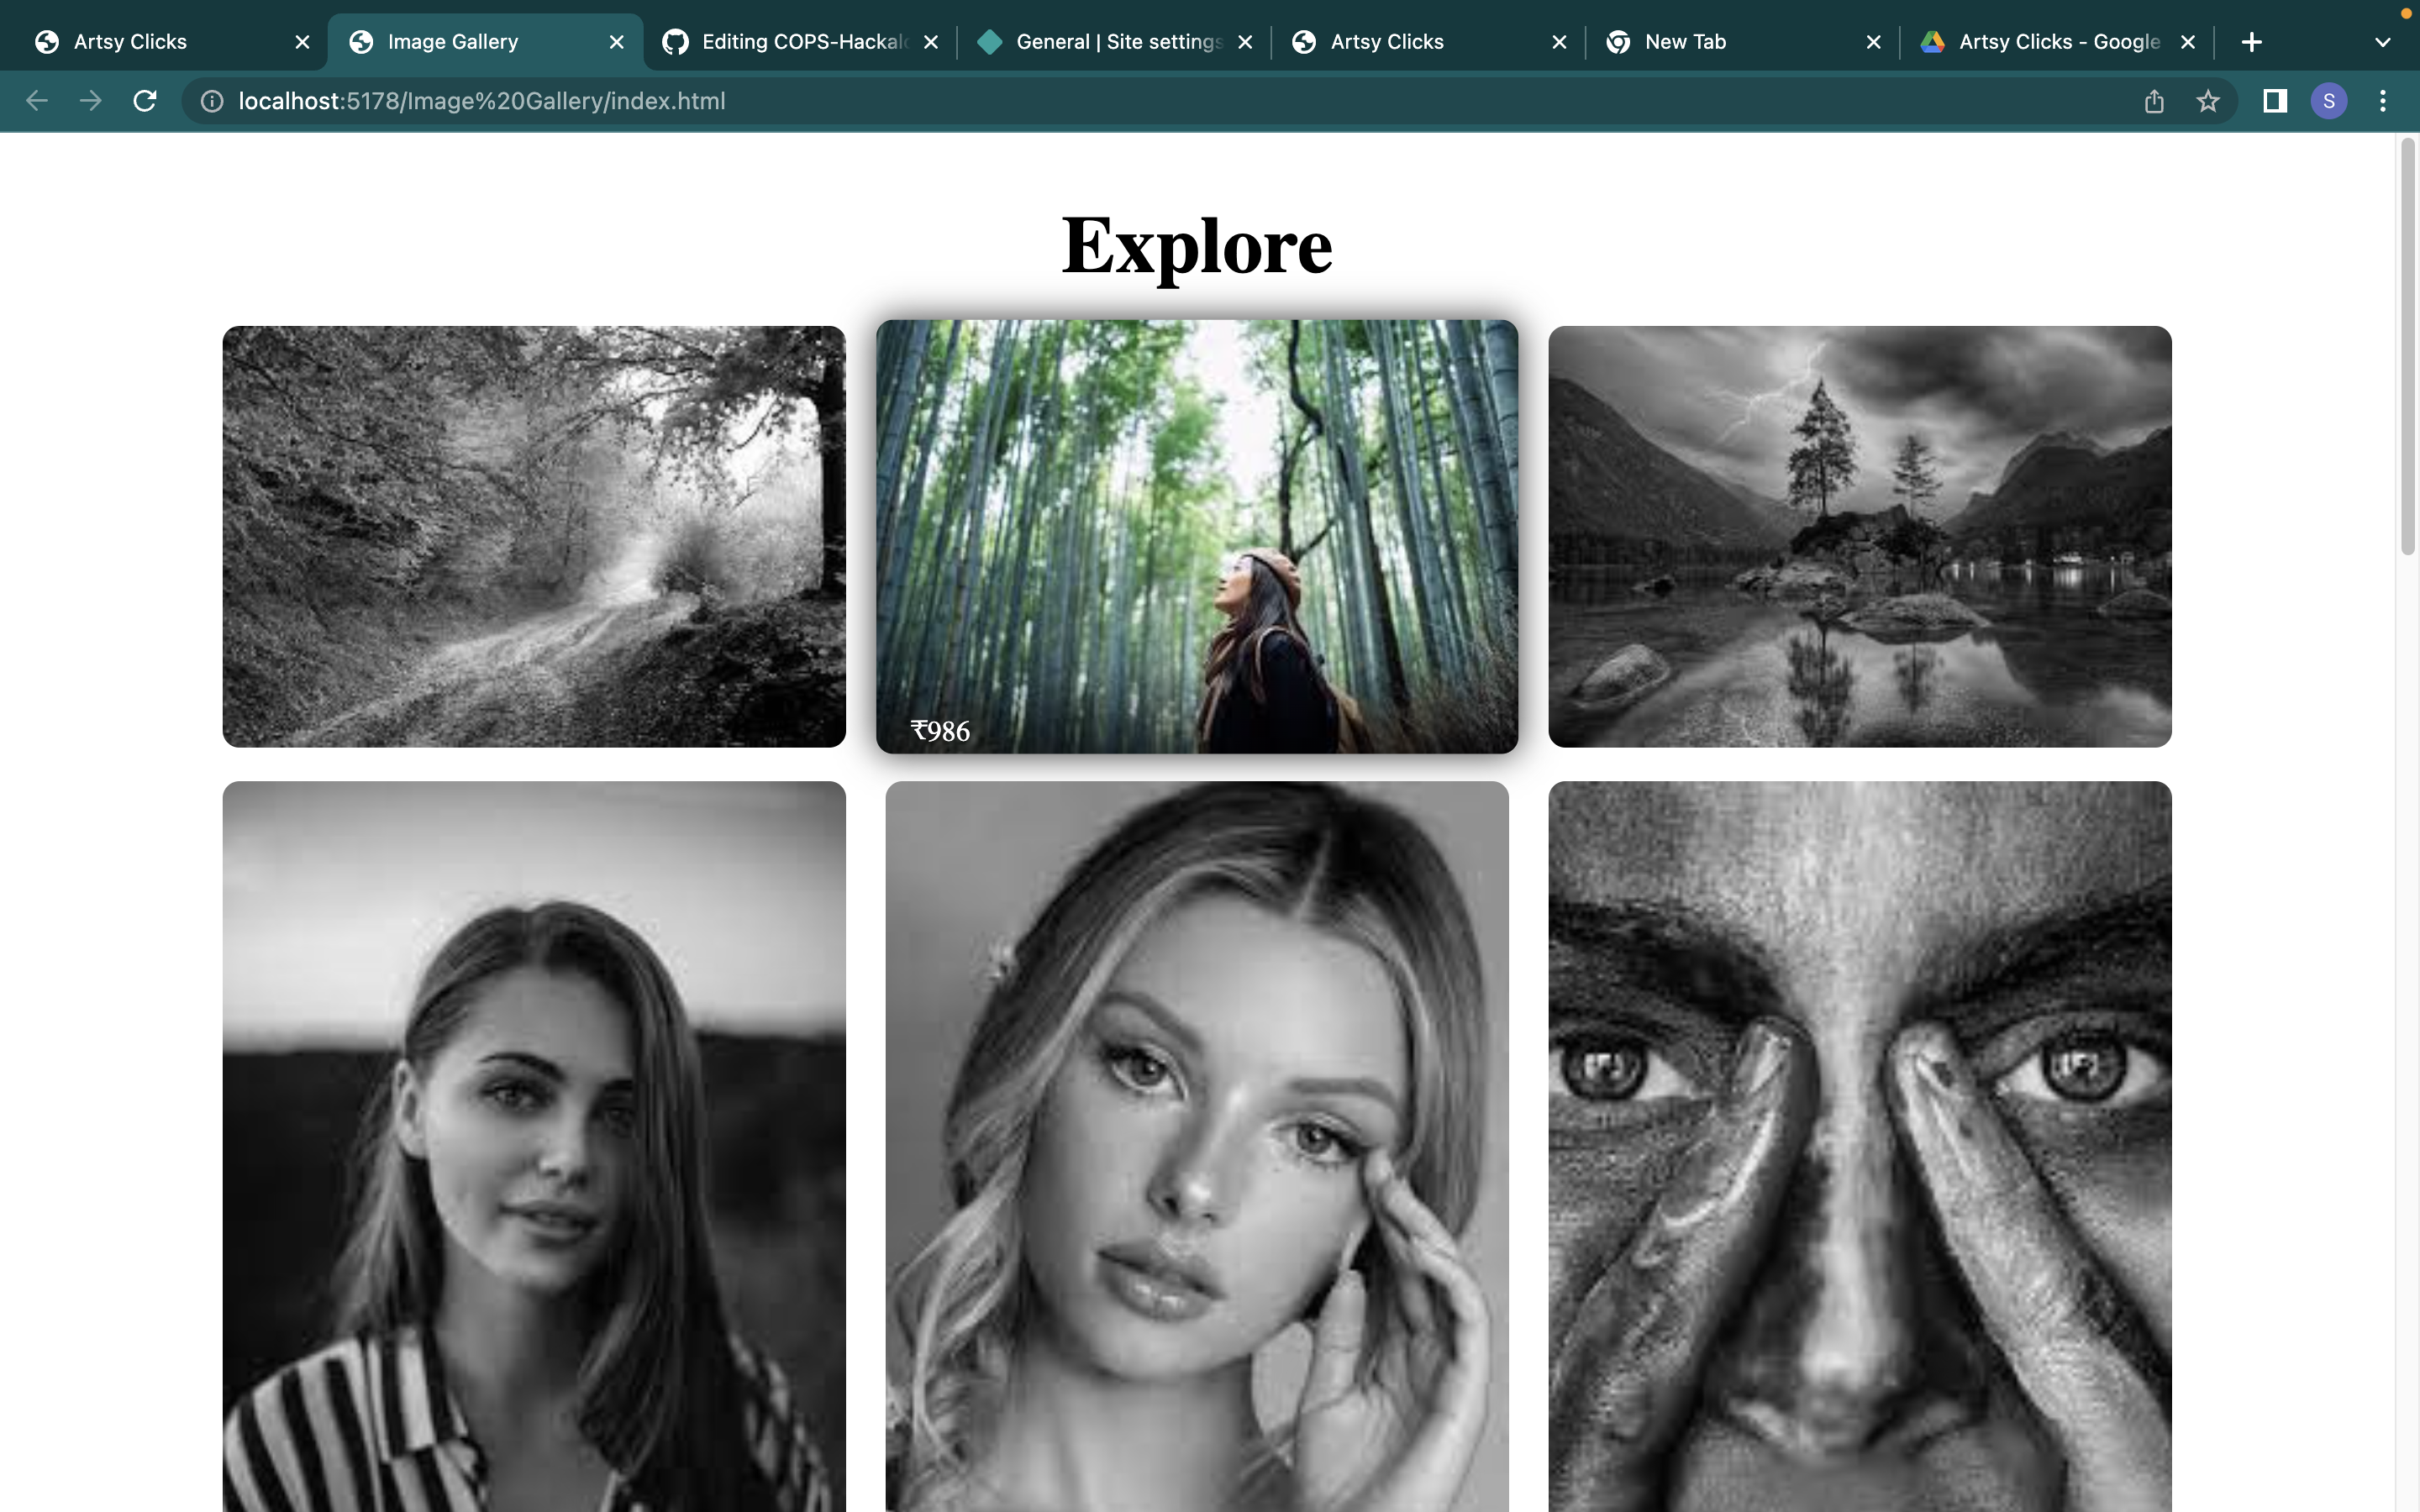 Artsy Clicks
Image Gallery
Editing COPS-Hackal
General | Site settings
Artsy Clicks
New Tab
Artsy Clicks - Google
localhost:5178/Image%20Gallery/index.html
S
Explore
₹986